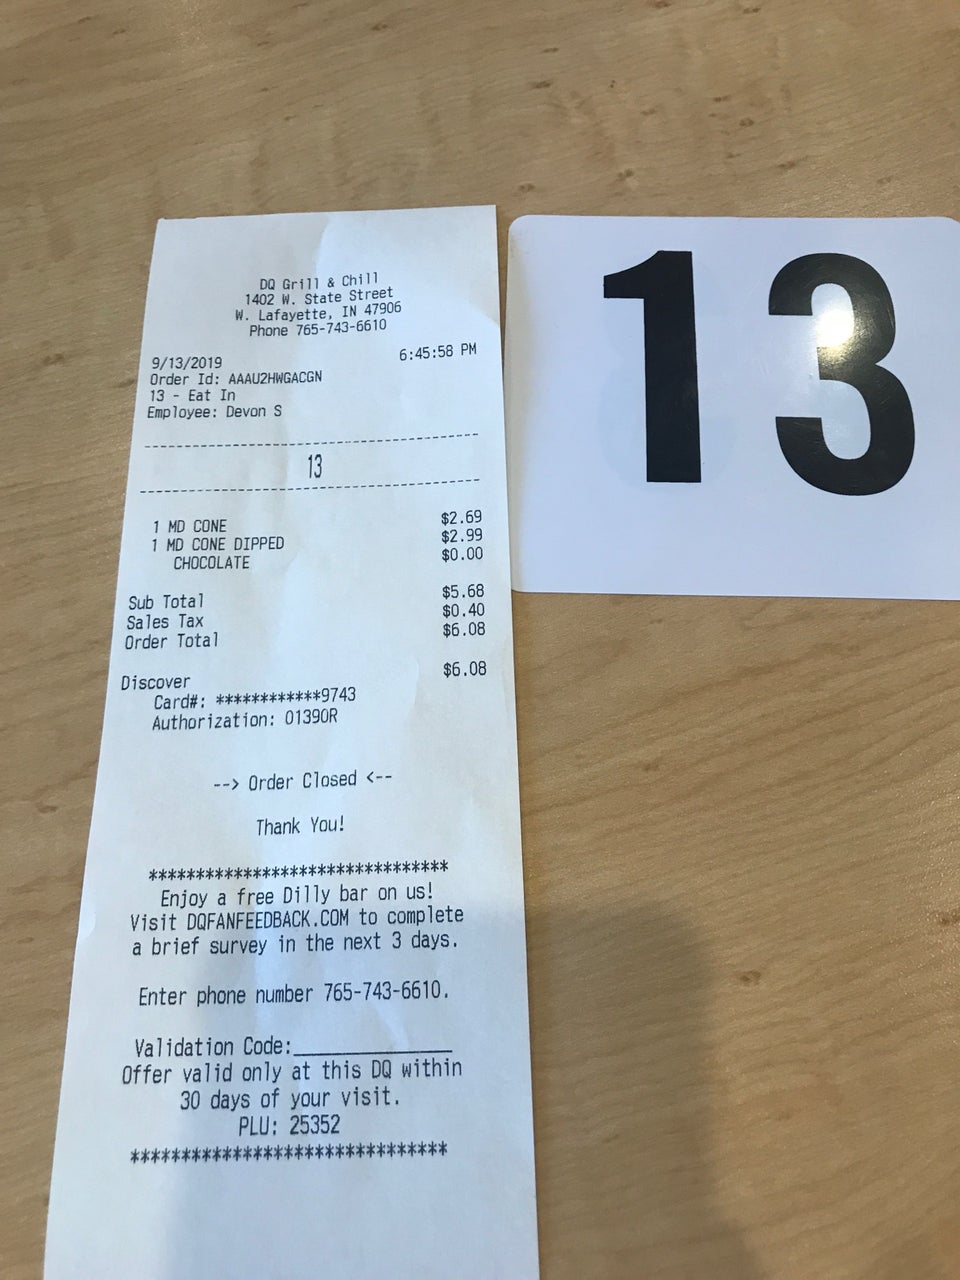 DQ Grill & Chill
1402 W. State Street
W. Lafayette, IN 47906
Phone 765-743-6610
9/13/2019 6:45:58 PM
Order Id: AAAU2HWGACGN
13 - Eat In
Employee: Devon S
----------------------------------------
13
----------------------------------------
1 MD CONE $2.69
1 MD CONE DIPPED $2.99
CHOCOLATE $0.00
Sub Total $5.68
Sales Tax $0.40
Order Total $6.08
Discover $6.08
Card#: ************9743
Authorization: 01390R
--> Order Closed <--
Thank You!
***********************************
Enjoy a free Dilly bar on us!
Visit DQFANFEEDBACK.COM to complete
a brief survey in the next 3 days.
Enter phone number 765-743-6610.
Validation Code:_______________
Offer valid only at this DQ within
30 days of your visit.
PLU: 25352
***********************************
13